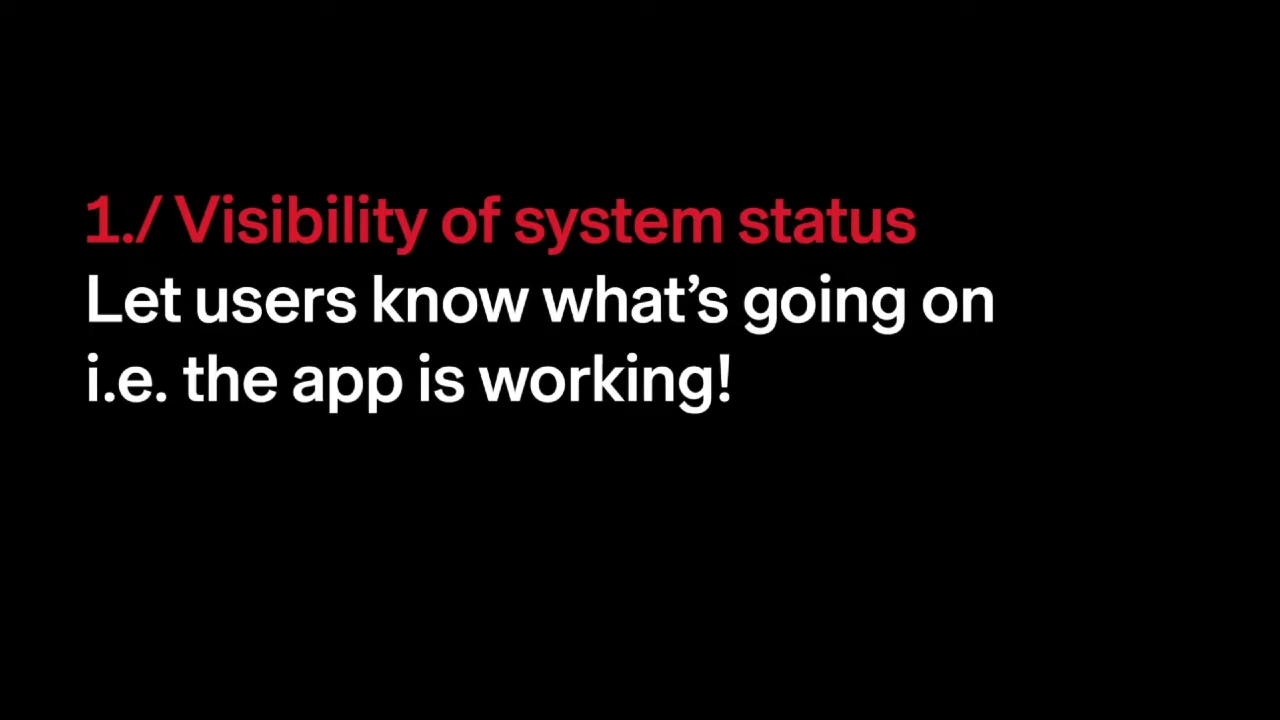 1./ Visibility of system status
Let users know what’s going on
i.e. the app is working!